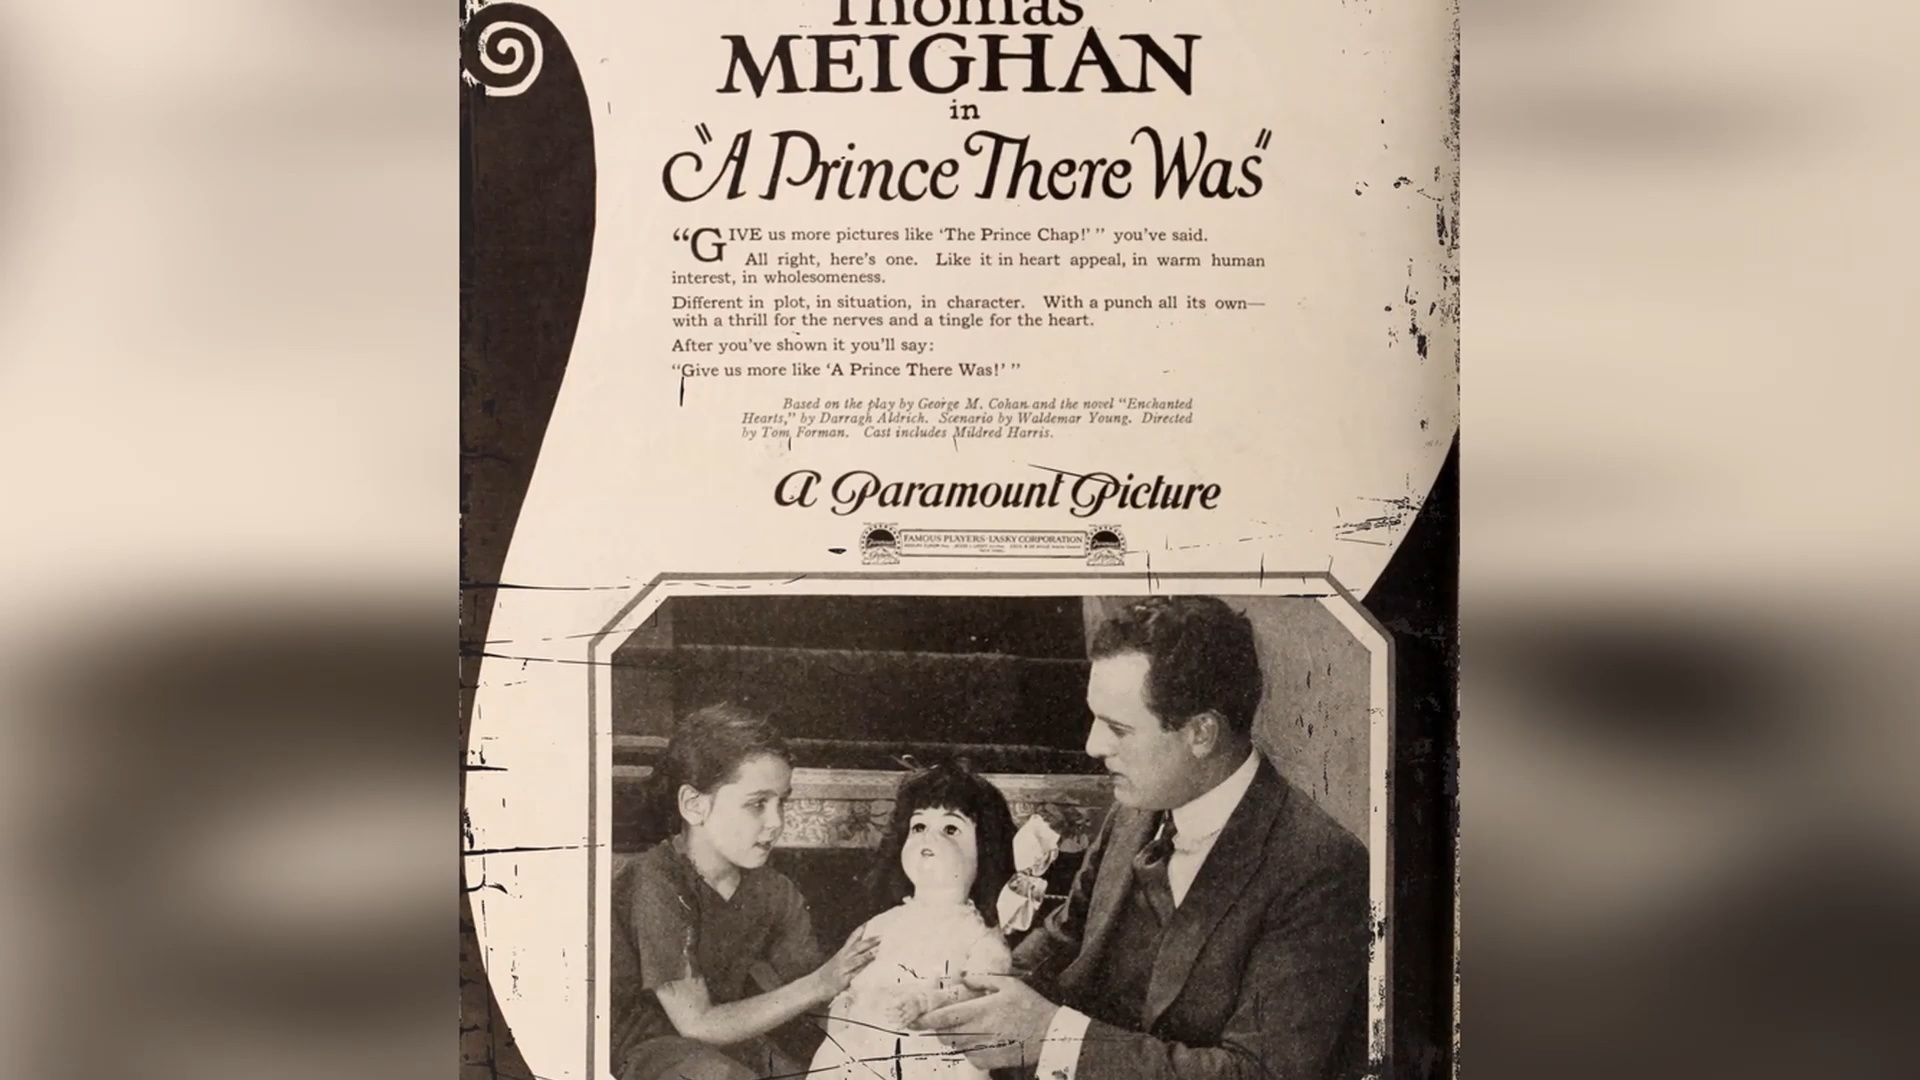 Thomas
MEIGHAN
in
"A Prince There Was"
"GIVE us more pictures like 'The Prince Chap!' " you've said.
All right, here's one. Like it in heart appeal, in warm human
interest, in wholesomeness.
Different in plot, in situation, in character. With a punch all its own—
with a thrill for the nerves and a tingle for the heart.
After you've shown it you'll say:
"Give us more like 'A Prince There Was!' "
Based on the play by George M. Cohan and the novel "Enchanted
Hearts," by Darragh Aldrich. Scenario by Waldemar Young. Directed
by Tom Forman. Cast includes Mildred Harris.
A Paramount Picture
FAMOUS PLAYERS-LASKY CORPORATION